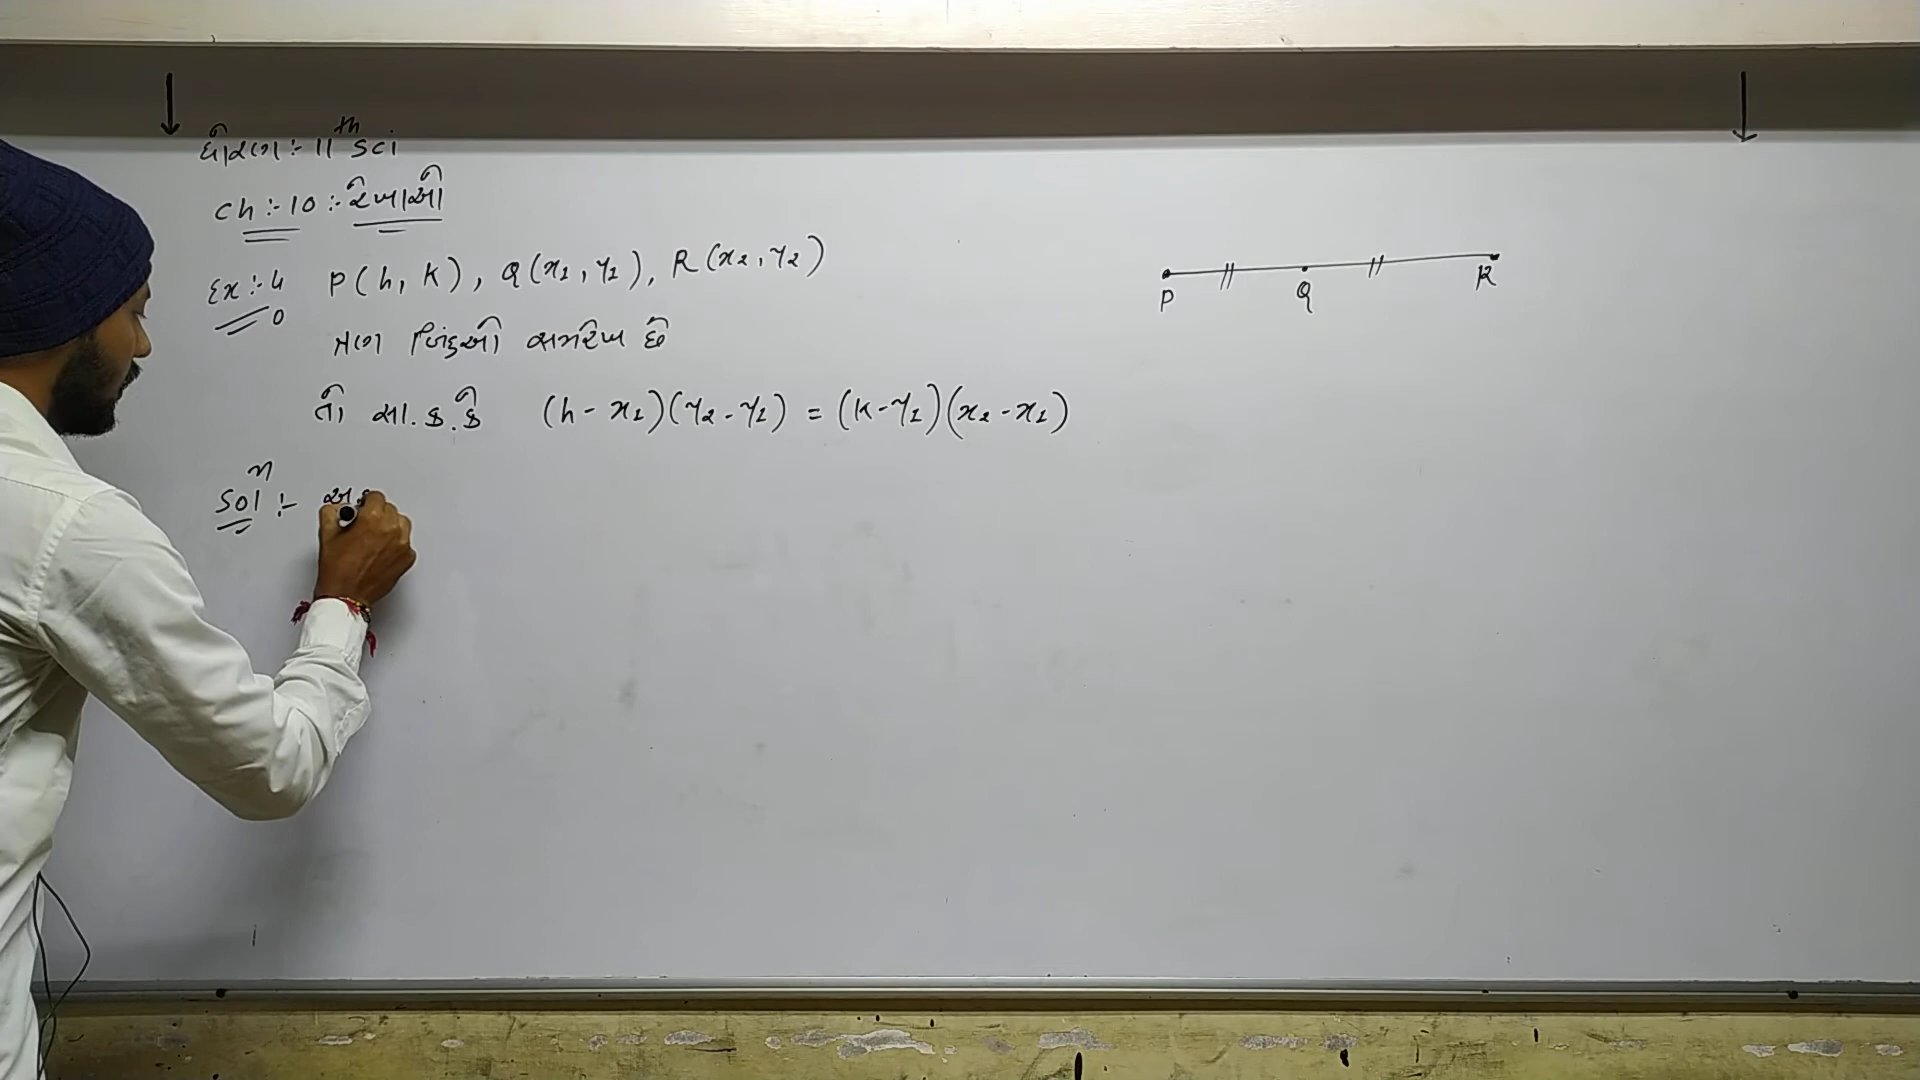 ધોરણ :- 11th sci
ch :- 10 :- રેખાઓ
Ex :- 4 P(h, k), Q(x1, y1), R(x2, y2)
ત્રણ બિંદુઓ સમરેખ છે
તો સા.ક.કે (h - x1)(y2 - y1) = (k - y1)(x2 - x1)
Soln :-
P Q R